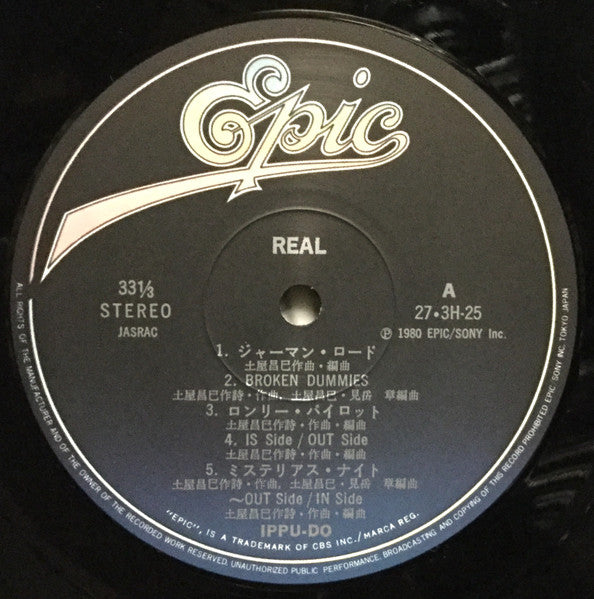 Epic
REAL
33⅓
STEREO
JASRAC
A
27・3H-25
Ⓟ 1980 EPIC/SONY Inc.
1. ジャーマン・ロード
土屋昌巳作曲・編曲
2. BROKEN DUMMIES
土屋昌巳作詩・作曲，土屋昌巳・見岳 章編曲
3. ロンリー・パイロット
土屋昌巳作詩・作曲・編曲
4. IS Side / OUT Side
土屋昌巳作詩・作曲・編曲
5. ミステリアス・ナイト
土屋昌巳作詩・作曲，土屋昌巳・見岳 章編曲
〜OUT Side / IN Side
土屋昌巳作詩・作曲・編曲
IPPU-DO
"EPIC", IS A TRADEMARK OF CBS INC./MARCA REG.
ALL RIGHTS OF THE MANUFACTURER AND OF THE OWNER OF THE RECORDED WORK RESERVED. UNAUTHORIZED PUBLIC PERFORMANCE, BROADCASTING AND COPYING OF THIS RECORD PROHIBITED EPIC/SONY INC. TOKYO JAPAN